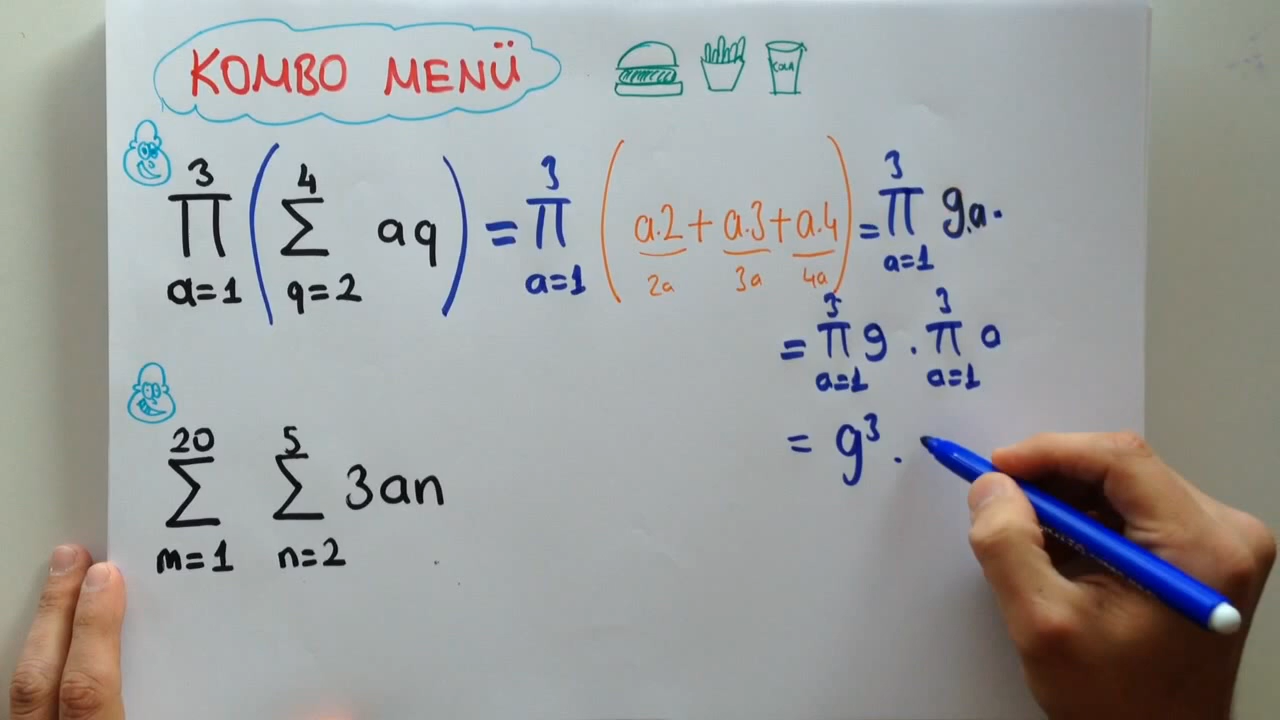 KOMBO MENÜ
COLA
3 4 3 3
∏ ( Σ aq ) = ∏ ( a.2 + a.3 + a.4 ) = ∏ 9.a.
a=1 q=2 a=1 2a 3a 4a a=1
3 3
= ∏ 9 . ∏ a
a=1 a=1
= 9³ .
20 5
Σ Σ 3an
m=1 n=2